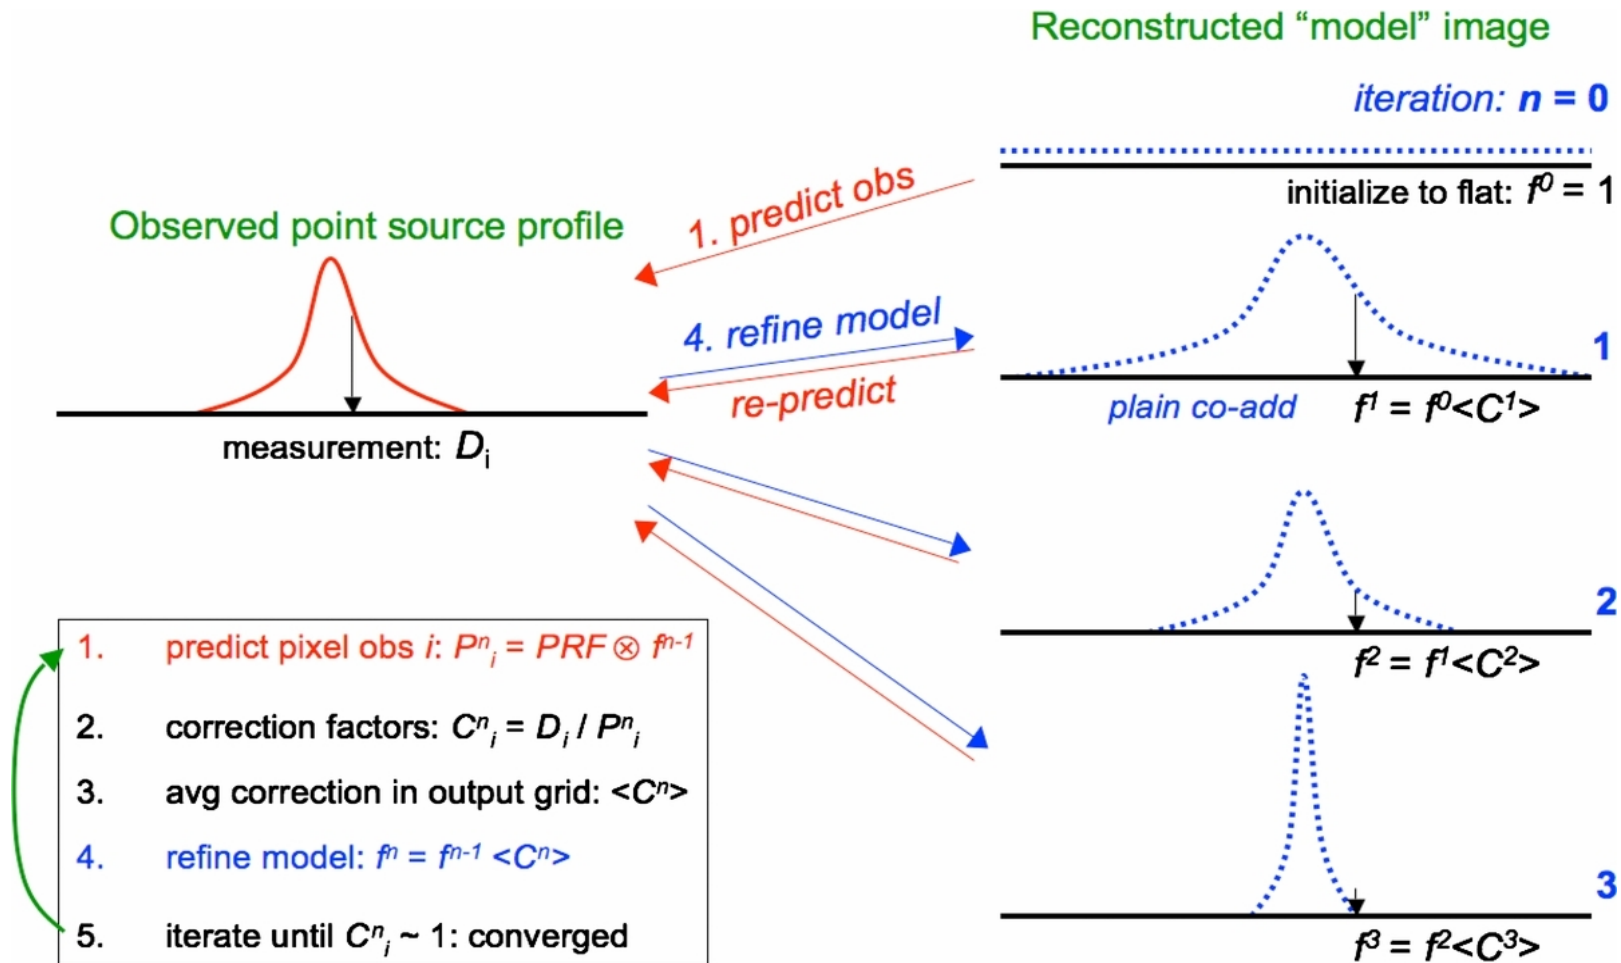 Reconstructed “model” image
iteration: n = 0
initialize to flat: f⁰ = 1
1. predict obs
Observed point source profile
measurement: Dᵢ
4. refine model
re-predict
1
plain co-add
f¹ = f⁰<C¹>
2
f² = f¹<C²>
3
f³ = f²<C³>
1. predict pixel obs i: Pⁿᵢ = PRF ⊗ fⁿ⁻¹
2. correction factors: Cⁿᵢ = Dᵢ / Pⁿᵢ
3. avg correction in output grid: <Cⁿ>
4. refine model: fⁿ = fⁿ⁻¹ <Cⁿ>
5. iterate until Cⁿᵢ ~ 1: converged